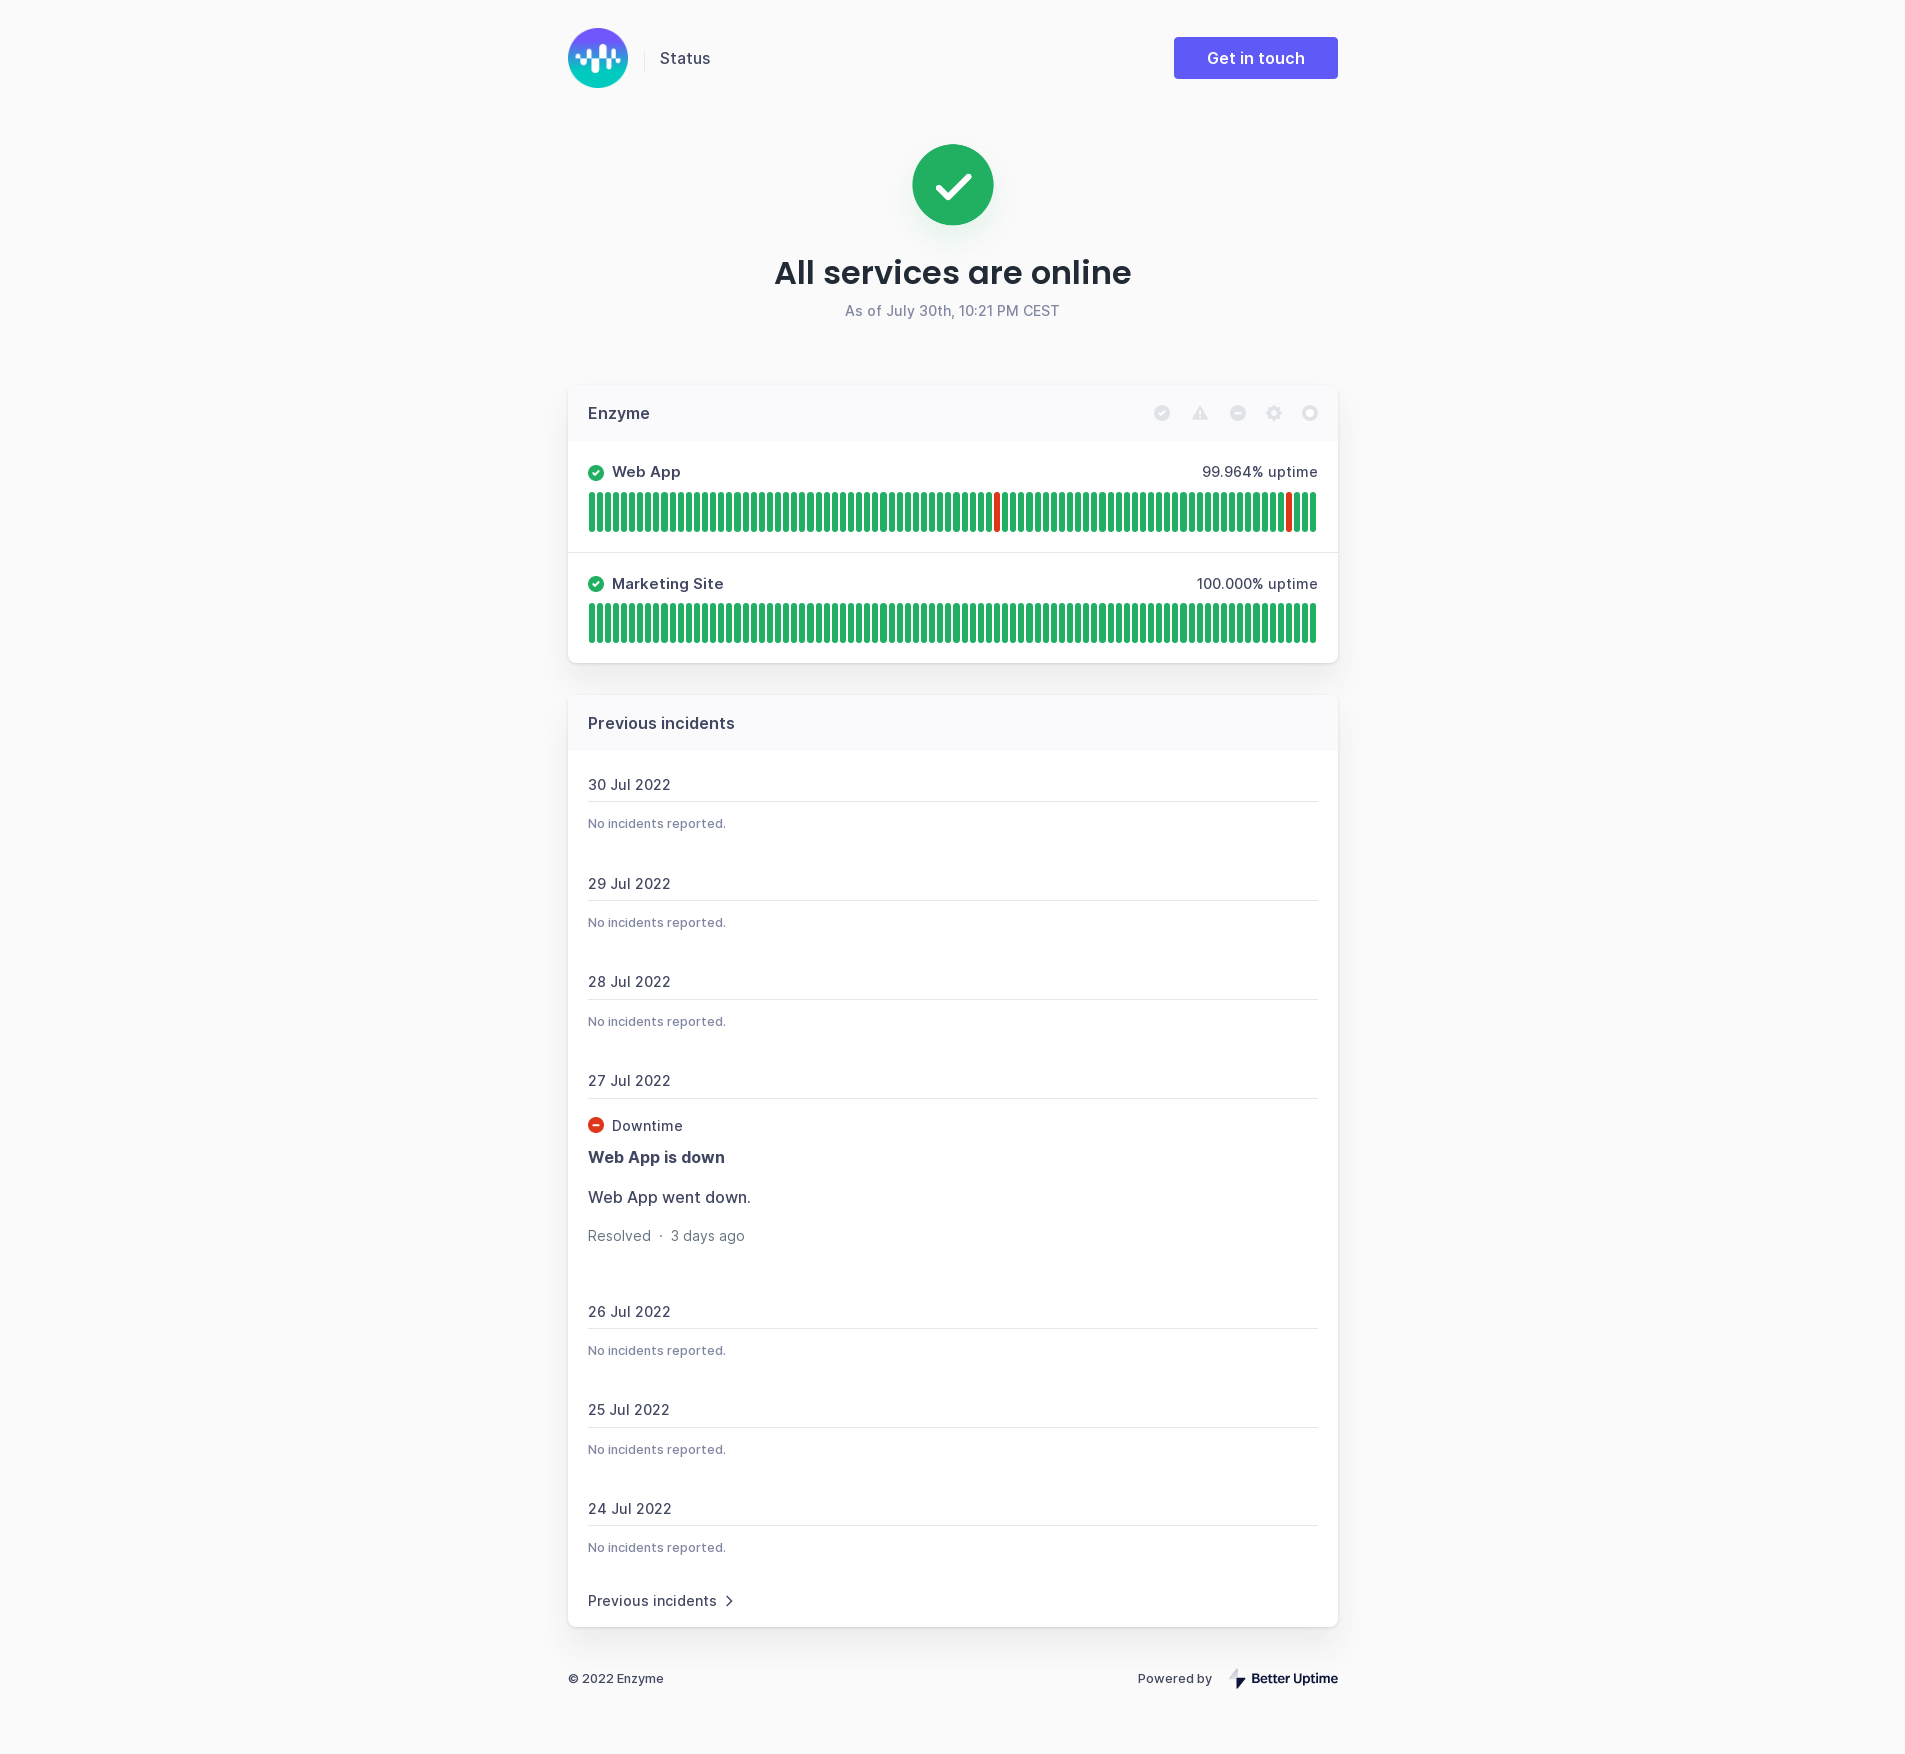 Status
Get in touch
All services are online
As of July 30th, 10:21 PM CEST
Enzyme
Web App
99.964% uptime
Marketing Site
100.000% uptime
Previous incidents
30 Jul 2022
No incidents reported.
29 Jul 2022
No incidents reported.
28 Jul 2022
No incidents reported.
27 Jul 2022
Downtime
Web App is down
Web App went down.
Resolved · 3 days ago
26 Jul 2022
No incidents reported.
25 Jul 2022
No incidents reported.
24 Jul 2022
No incidents reported.
Previous incidents
© 2022 Enzyme
Powered by Better Uptime